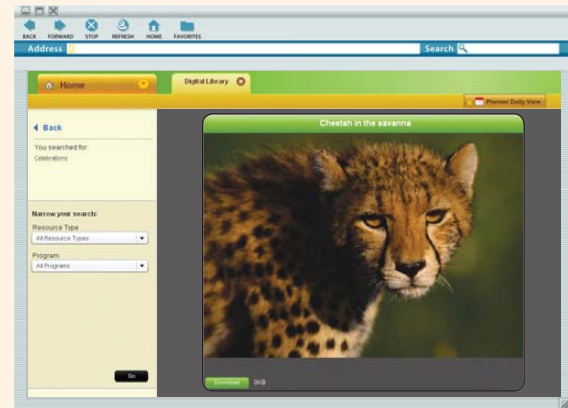 BACK FORWARD STOP REFRESH HOME FAVORITES
Address Search
Home Digital Library
Planner Daily View
Back
Cheetah in the savanna
You searched for:
Celebrations
Narrow your search:
Resource Type
All Resource Types
Program
All Programs
Go
Download 0KB